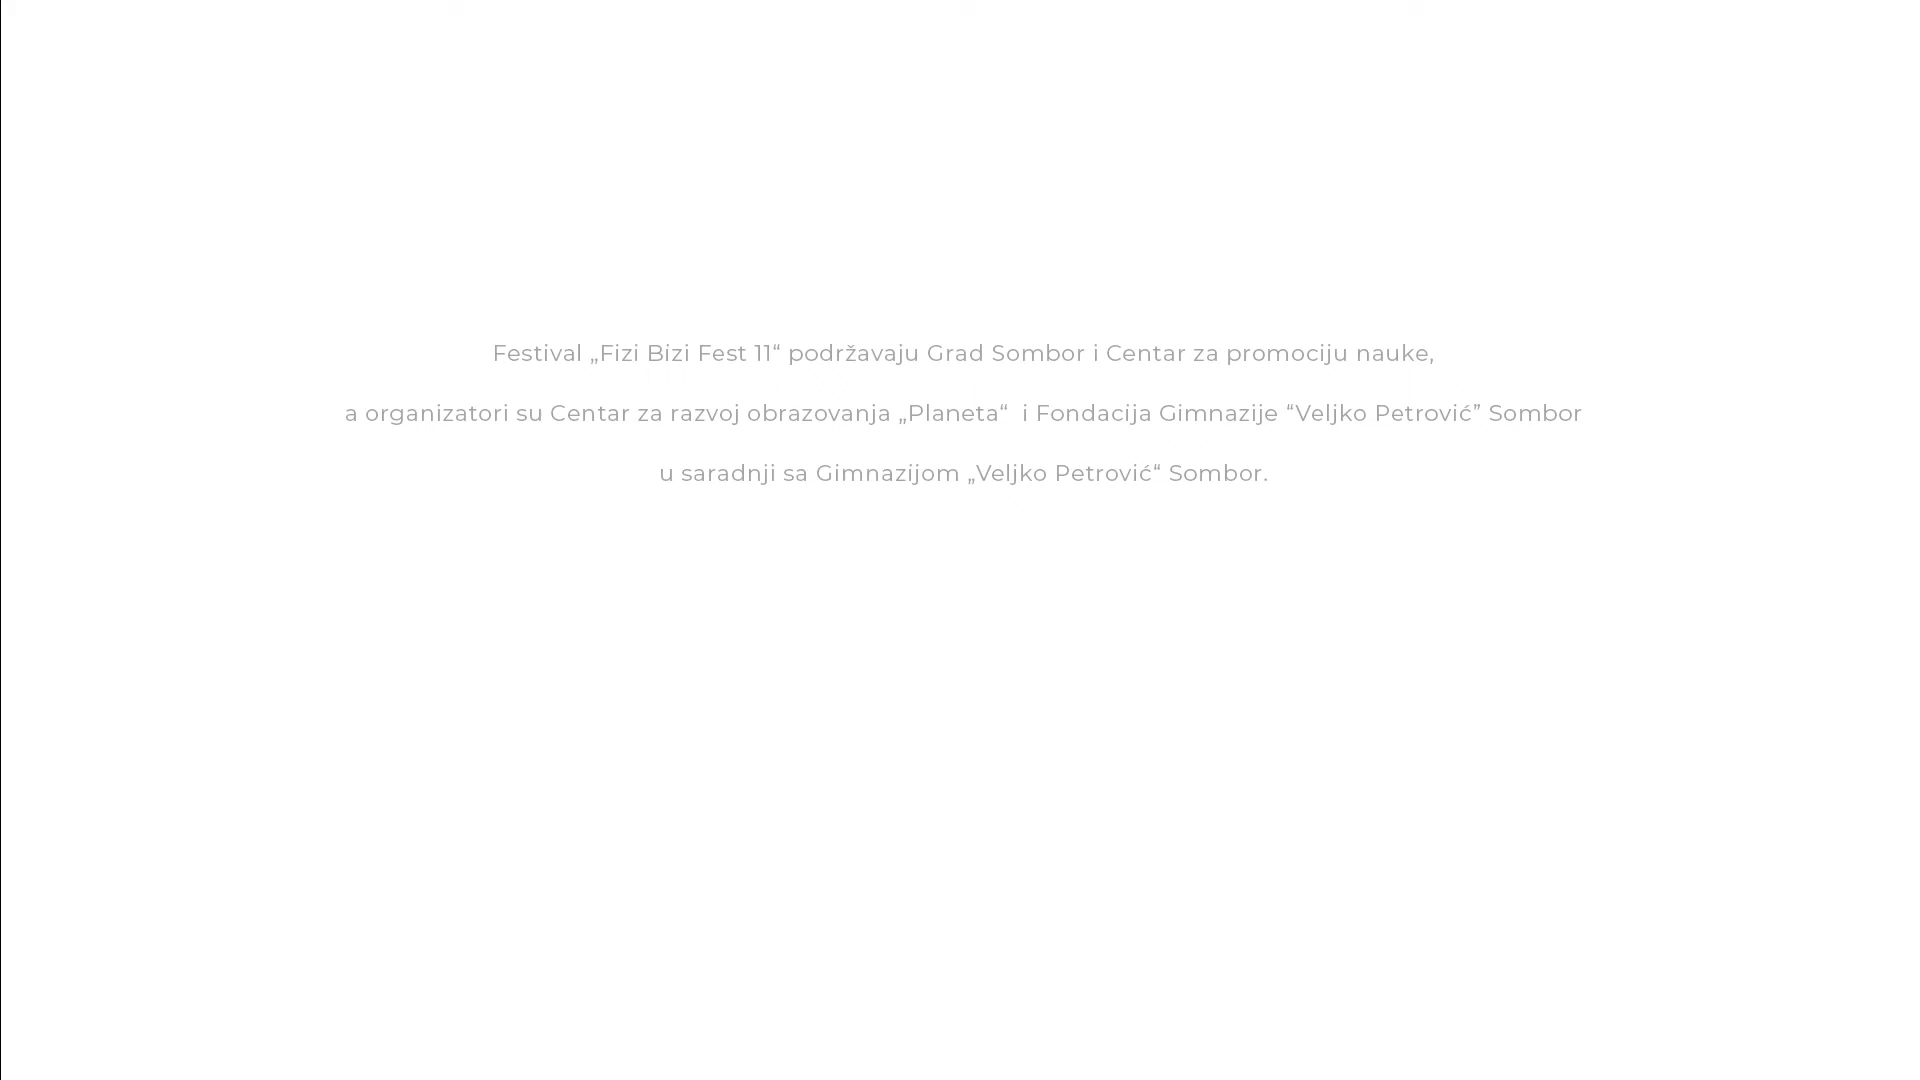 Festival „Fizi Bizi Fest 11“ podržavaju Grad Sombor i Centar za promociju nauke,
a organizatori su Centar za razvoj obrazovanja „Planeta“  i Fondacija Gimnazije “Veljko Petrović” Sombor
u saradnji sa Gimnazijom „Veljko Petrović“ Sombor.